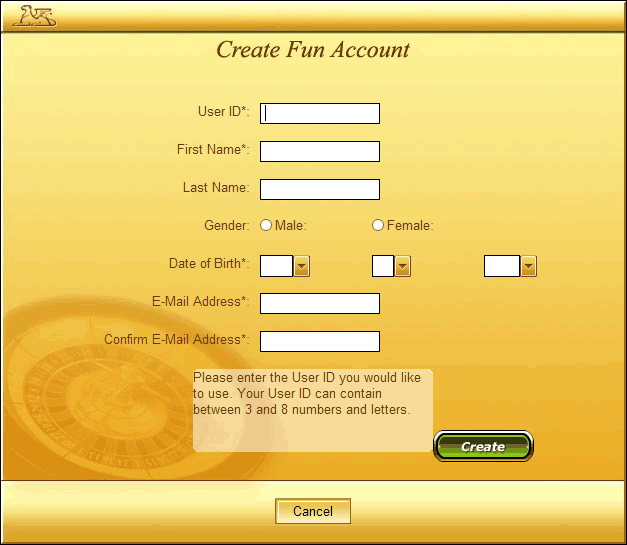 Create Fun Account
User ID*:
First Name*:
Last Name:
Gender: Male: Female:
Date of Birth*:
E-Mail Address*:
Confirm E-Mail Address*:
Please enter the User ID you would like
to use. Your User ID can contain
between 3 and 8 numbers and letters.
Create
Cancel